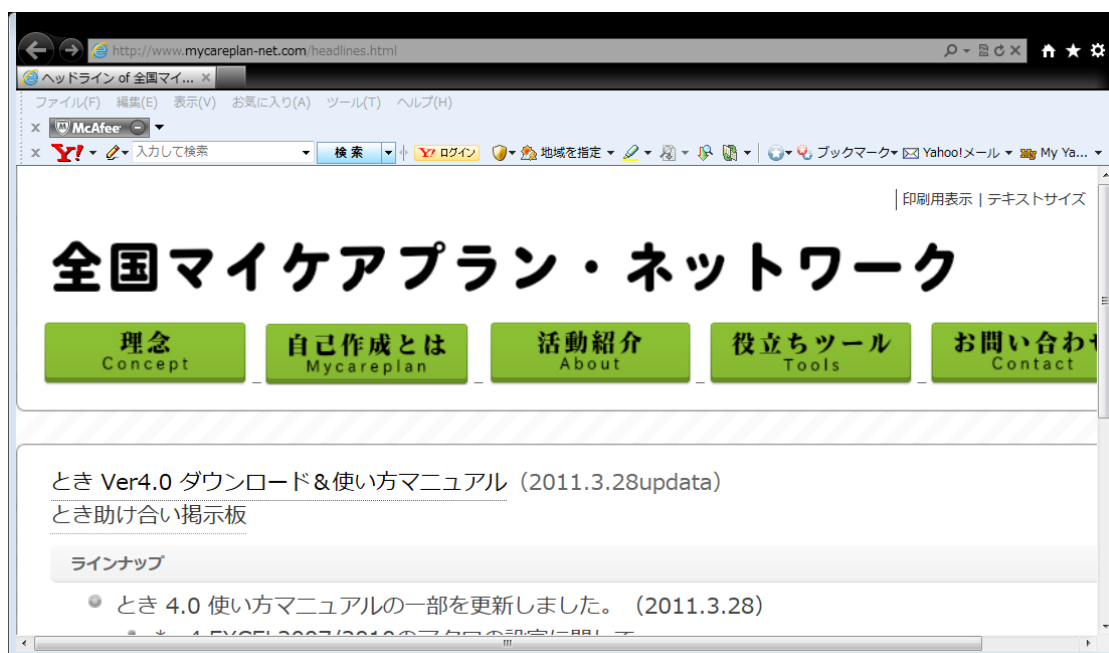 http://www.mycareplan-net.com/headlines.html
ヘッドライン of 全国マイ... ×
ファイル(F) 編集(E) 表示(V) お気に入り(A) ツール(T) ヘルプ(H)
x McAfee
x Y! 入力して検索 検索 Y? ログイン 地域を指定 ブックマーク Yahoo!メール My Ya...
印刷用表示 | テキストサイズ
全国マイケアプラン・ネットワーク
理念 自己作成とは 活動紹介 役立ちツール お問い合わ
Concept _ Mycareplan _ About _ Tools _ Contact
とき Ver4.0 ダウンロード&使い方マニュアル (2011.3.28updata)
とき助け合い掲示板
ラインナップ
とき 4.0 使い方マニュアルの一部を更新しました。 (2011.3.28)